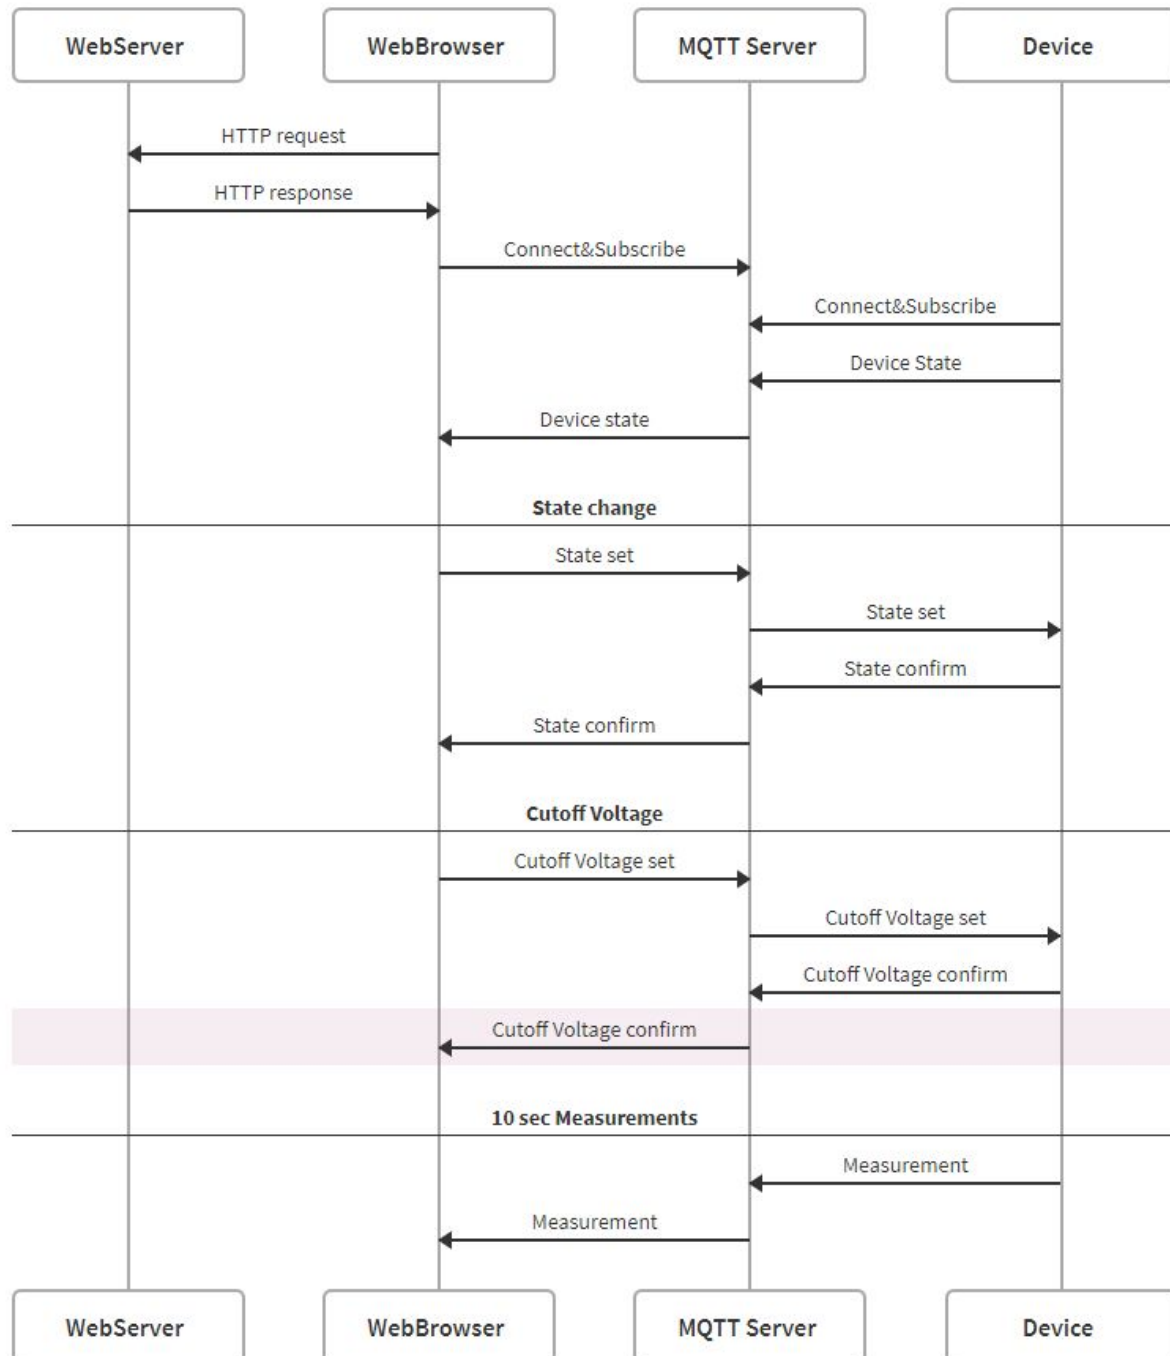 WebServer WebBrowser MQTT Server Device
HTTP request
HTTP response
Connect&Subscribe
Connect&Subscribe
Device State
Device state
State change
State set
State set
State confirm
State confirm
Cutoff Voltage
Cutoff Voltage set
Cutoff Voltage set
Cutoff Voltage confirm
Cutoff Voltage confirm
10 sec Measurements
Measurement
Measurement
WebServer WebBrowser MQTT Server Device